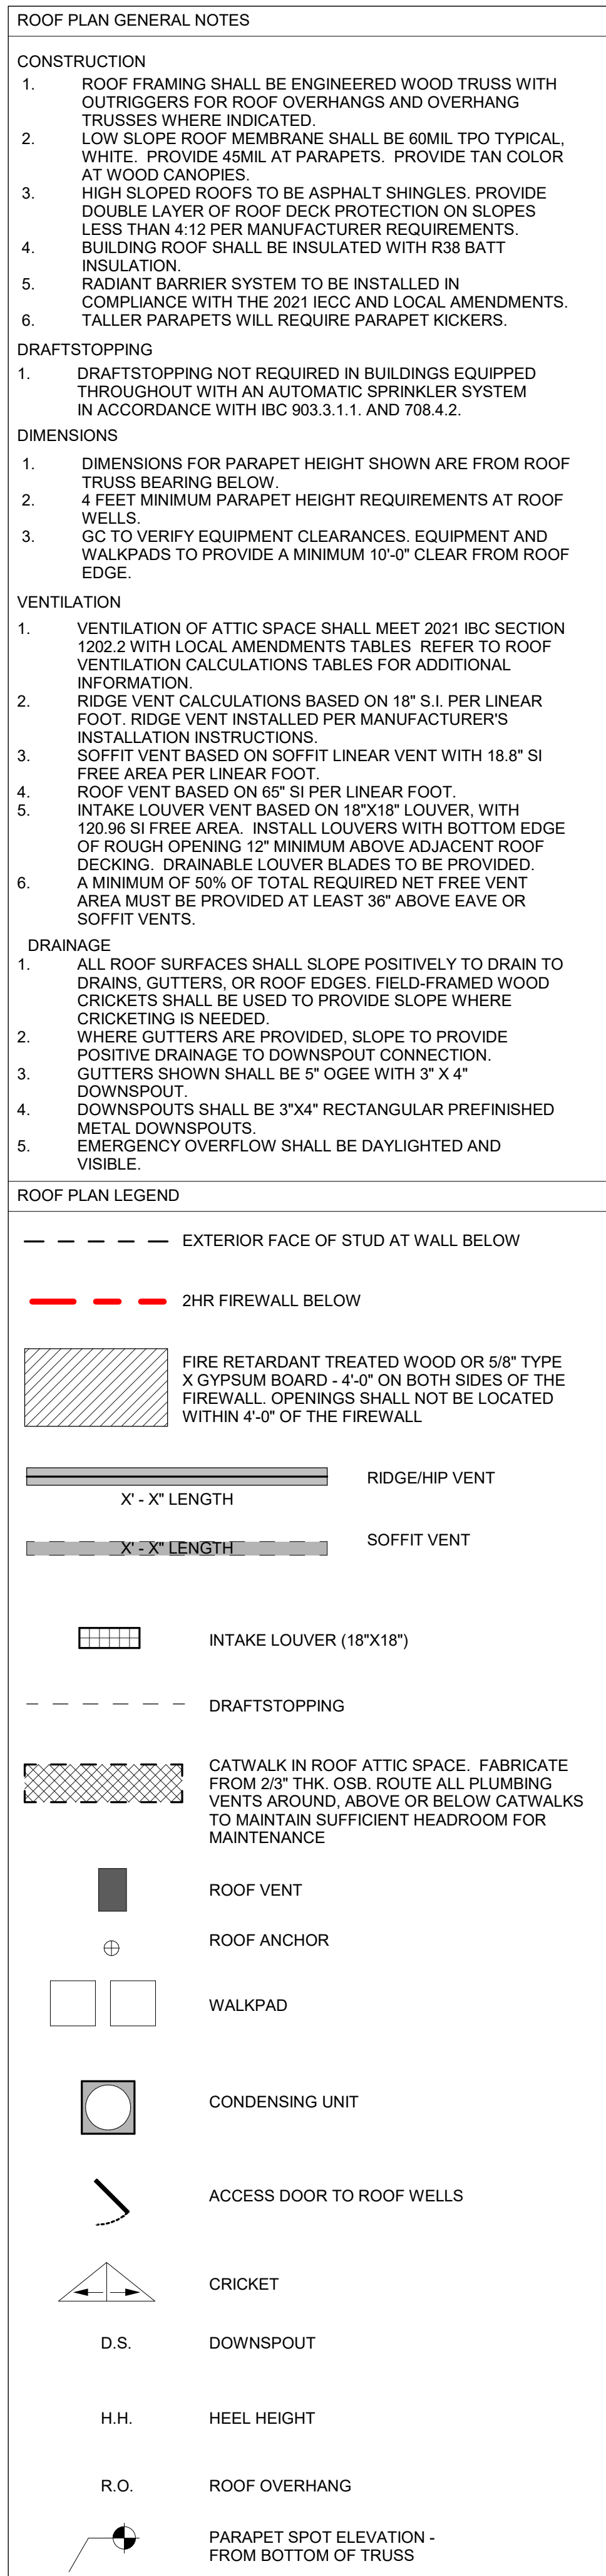 ROOF PLAN GENERAL NOTES
CONSTRUCTION
1. ROOF FRAMING SHALL BE ENGINEERED WOOD TRUSS WITH
OUTRIGGERS FOR ROOF OVERHANGS AND OVERHANG
TRUSSES WHERE INDICATED.
2. LOW SLOPE ROOF MEMBRANE SHALL BE 60MIL TPO TYPICAL,
WHITE. PROVIDE 45MIL AT PARAPETS. PROVIDE TAN COLOR
AT WOOD CANOPIES.
3. HIGH SLOPED ROOFS TO BE ASPHALT SHINGLES. PROVIDE
DOUBLE LAYER OF ROOF DECK PROTECTION ON SLOPES
LESS THAN 4:12 PER MANUFACTURER REQUIREMENTS.
4. BUILDING ROOF SHALL BE INSULATED WITH R38 BATT
INSULATION.
5. RADIANT BARRIER SYSTEM TO BE INSTALLED IN
COMPLIANCE WITH THE 2021 IECC AND LOCAL AMENDMENTS.
6. TALLER PARAPETS WILL REQUIRE PARAPET KICKERS.
DRAFTSTOPPING
1. DRAFTSTOPPING NOT REQUIRED IN BUILDINGS EQUIPPED
THROUGHOUT WITH AN AUTOMATIC SPRINKLER SYSTEM
IN ACCORDANCE WITH IBC 903.3.1.1. AND 708.4.2.
DIMENSIONS
1. DIMENSIONS FOR PARAPET HEIGHT SHOWN ARE FROM ROOF
TRUSS BEARING BELOW.
2. 4 FEET MINIMUM PARAPET HEIGHT REQUIREMENTS AT ROOF
WELLS.
3. GC TO VERIFY EQUIPMENT CLEARANCES. EQUIPMENT AND
WALKPADS TO PROVIDE A MINIMUM 10'-0" CLEAR FROM ROOF
EDGE.
VENTILATION
1. VENTILATION OF ATTIC SPACE SHALL MEET 2021 IBC SECTION
1202.2 WITH LOCAL AMENDMENTS TABLES REFER TO ROOF
VENTILATION CALCULATIONS TABLES FOR ADDITIONAL
INFORMATION.
2. RIDGE VENT CALCULATIONS BASED ON 18" S.I. PER LINEAR
FOOT. RIDGE VENT INSTALLED PER MANUFACTURER'S
INSTALLATION INSTRUCTIONS.
3. SOFFIT VENT BASED ON SOFFIT LINEAR VENT WITH 18.8" SI
FREE AREA PER LINEAR FOOT.
4. ROOF VENT BASED ON 65" SI PER LINEAR FOOT.
5. INTAKE LOUVER VENT BASED ON 18"X18" LOUVER, WITH
120.96 SI FREE AREA. INSTALL LOUVERS WITH BOTTOM EDGE
OF ROUGH OPENING 12" MINIMUM ABOVE ADJACENT ROOF
DECKING. DRAINABLE LOUVER BLADES TO BE PROVIDED.
6. A MINIMUM OF 50% OF TOTAL REQUIRED NET FREE VENT
AREA MUST BE PROVIDED AT LEAST 36" ABOVE EAVE OR
SOFFIT VENTS.
DRAINAGE
1. ALL ROOF SURFACES SHALL SLOPE POSITIVELY TO DRAIN TO
DRAINS, GUTTERS, OR ROOF EDGES. FIELD-FRAMED WOOD
CRICKETS SHALL BE USED TO PROVIDE SLOPE WHERE
CRICKETING IS NEEDED.
2. WHERE GUTTERS ARE PROVIDED, SLOPE TO PROVIDE
POSITIVE DRAINAGE TO DOWNSPOUT CONNECTION.
3. GUTTERS SHOWN SHALL BE 5" OGEE WITH 3" X 4"
DOWNSPOUT.
4. DOWNSPOUTS SHALL BE 3"X4" RECTANGULAR PREFINISHED
METAL DOWNSPOUTS.
5. EMERGENCY OVERFLOW SHALL BE DAYLIGHTED AND
VISIBLE.
ROOF PLAN LEGEND
EXTERIOR FACE OF STUD AT WALL BELOW
2HR FIREWALL BELOW
FIRE RETARDANT TREATED WOOD OR 5/8" TYPE
X GYPSUM BOARD - 4'-0" ON BOTH SIDES OF THE
FIREWALL. OPENINGS SHALL NOT BE LOCATED
WITHIN 4'-0" OF THE FIREWALL
RIDGE/HIP VENT
X' - X" LENGTH
SOFFIT VENT
X' - X" LENGTH
INTAKE LOUVER (18"X18")
DRAFTSTOPPING
CATWALK IN ROOF ATTIC SPACE. FABRICATE
FROM 2/3" THK. OSB. ROUTE ALL PLUMBING
VENTS AROUND, ABOVE OR BELOW CATWALKS
TO MAINTAIN SUFFICIENT HEADROOM FOR
MAINTENANCE
ROOF VENT
ROOF ANCHOR
WALKPAD
CONDENSING UNIT
ACCESS DOOR TO ROOF WELLS
CRICKET
D.S. DOWNSPOUT
H.H. HEEL HEIGHT
R.O. ROOF OVERHANG
PARAPET SPOT ELEVATION -
FROM BOTTOM OF TRUSS